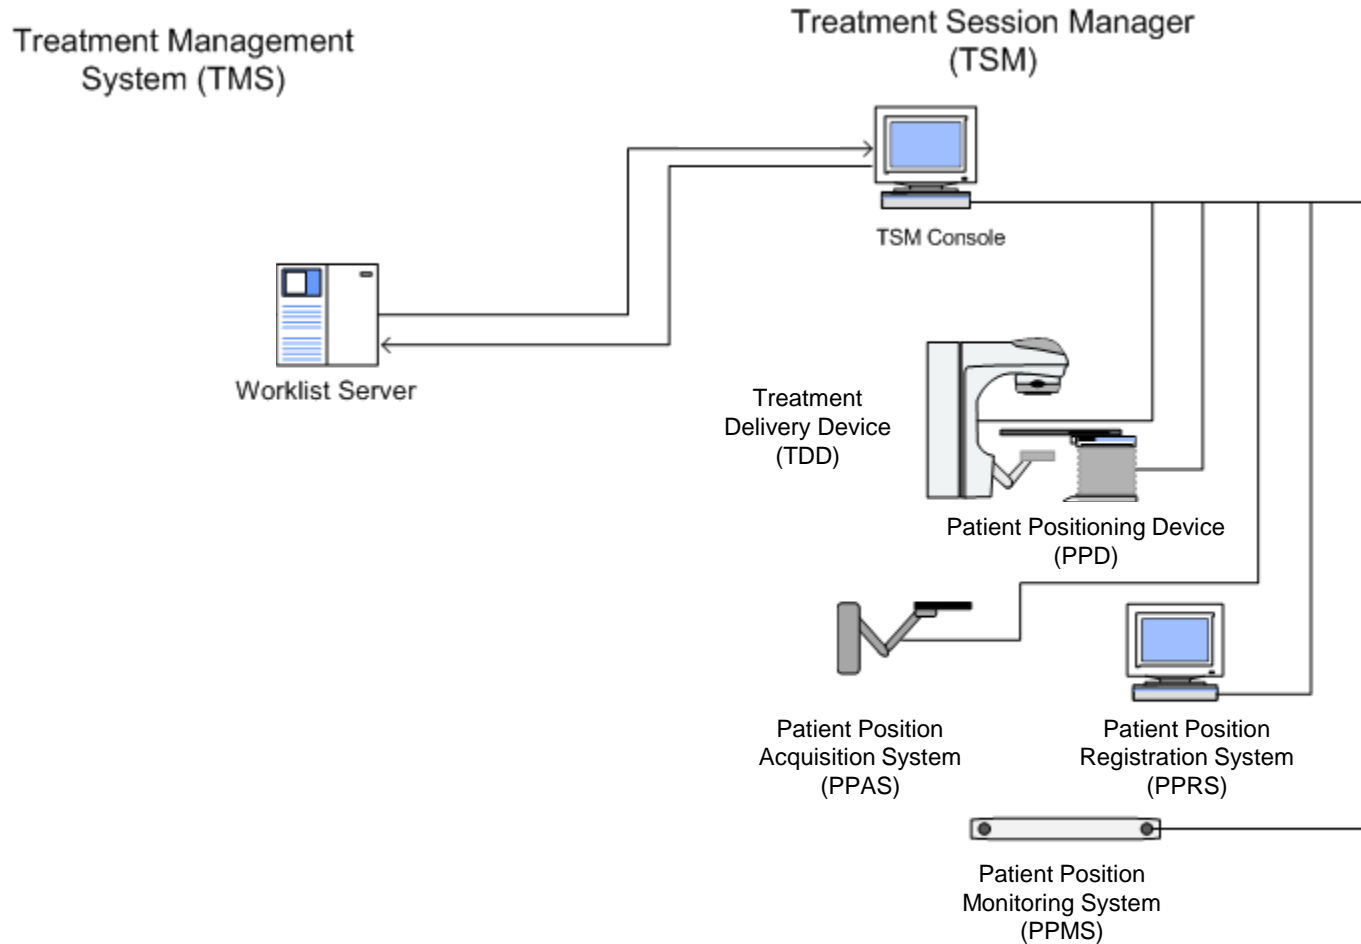 Treatment Management
System (TMS)
Treatment Session Manager
(TSM)
TSM Console
Worklist Server
Treatment
Delivery Device
(TDD)
Patient Positioning Device
(PPD)
Patient Position
Acquisition System
(PPAS)
Patient Position
Registration System
(PPRS)
Patient Position
Monitoring System
(PPMS)